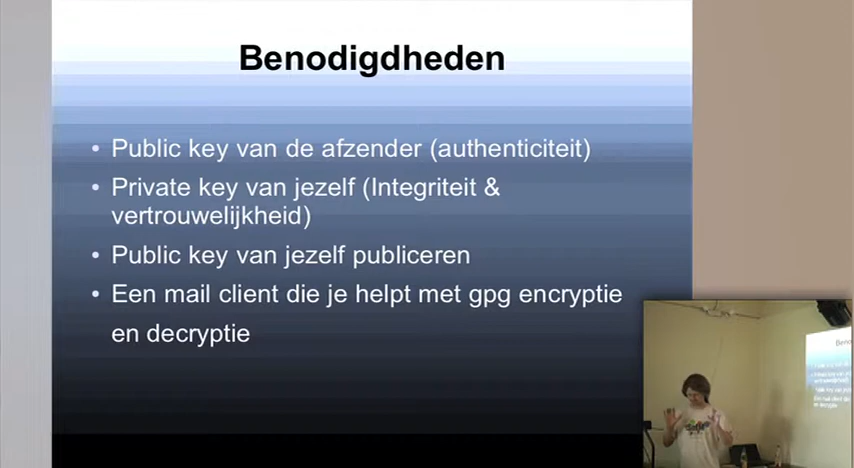 Benodigdheden
• Public key van de afzender (authenticiteit)
• Private key van jezelf (Integriteit &
vertrouwelijkheid)
• Public key van jezelf publiceren
• Een mail client die je helpt met gpg encryptie
en decryptie